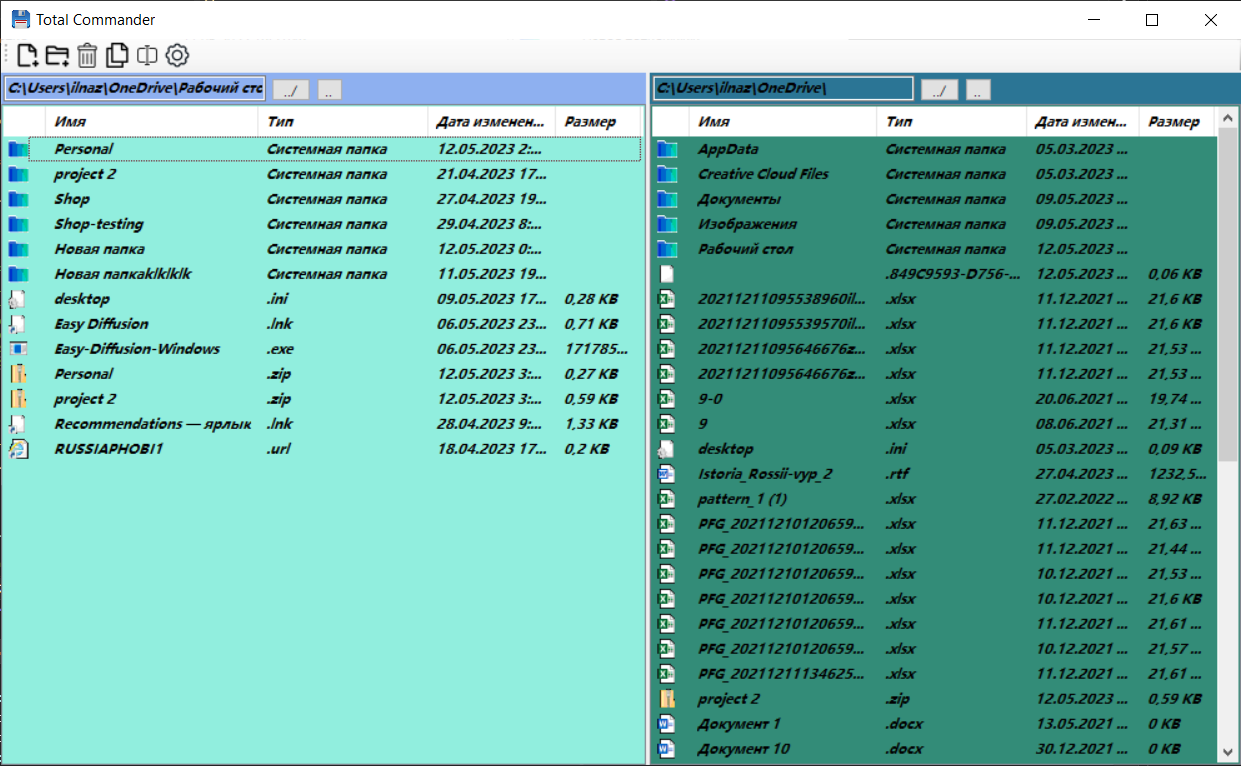 Total Commander
C:\Users\ilnaz\OneDrive\Рабочий сто ../ ..
Имя Тип Дата изменен... Размер
Personal Системная папка 12.05.2023 2:...
project 2 Системная папка 21.04.2023 17...
Shop Системная папка 27.04.2023 19...
Shop-testing Системная папка 29.04.2023 8:...
Новая папка Системная папка 12.05.2023 0:...
Новая папкаklklklk Системная папка 11.05.2023 19...
desktop .ini 09.05.2023 17... 0,28 KB
Easy Diffusion .lnk 06.05.2023 23... 0,71 KB
Easy-Diffusion-Windows .exe 06.05.2023 23... 171785...
Personal .zip 12.05.2023 3:... 0,27 KB
project 2 .zip 12.05.2023 3:... 0,59 KB
Recommendations — ярлык .lnk 28.04.2023 9:... 1,33 KB
RUSSIAPHOBI1 .url 18.04.2023 17... 0,2 KB
C:\Users\ilnaz\OneDrive\ ../ ..
Имя Тип Дата изменен... Размер
AppData Системная папка 05.03.2023 ...
Creative Cloud Files Системная папка 05.03.2023 ...
Документы Системная папка 09.05.2023 ...
Изображения Системная папка 09.05.2023 ...
Рабочий стол Системная папка 12.05.2023 ...
.849C9593-D756-... 12.05.2023 ... 0,06 KB
20211211095538960il... .xlsx 11.12.2021 ... 21,6 KB
20211211095539570il... .xlsx 11.12.2021 ... 21,6 KB
20211211095646676z... .xlsx 11.12.2021 ... 21,53 ...
20211211095646676z... .xlsx 11.12.2021 ... 21,53 ...
9-0 .xlsx 20.06.2021 ... 19,74 ...
9 .xlsx 08.06.2021 ... 21,31 ...
desktop .ini 05.03.2023 ... 0,09 KB
Istoria_Rossii-vyp_2 .rtf 27.04.2023 ... 1232,5...
pattern_1 (1) .xlsx 27.02.2022 ... 8,92 KB
PFG_20211210120659... .xlsx 11.12.2021 ... 21,63 ...
PFG_20211210120659... .xlsx 11.12.2021 ... 21,44 ...
PFG_20211210120659... .xlsx 10.12.2021 ... 21,53 ...
PFG_20211210120659... .xlsx 10.12.2021 ... 21,6 KB
PFG_20211210120659... .xlsx 11.12.2021 ... 21,61 ...
PFG_20211210120659... .xlsx 10.12.2021 ... 21,57 ...
PFG_20211211134625... .xlsx 11.12.2021 ... 21,61 ...
project 2 .zip 12.05.2023 ... 0,59 KB
Документ 1 .docx 13.05.2021 ... 0 KB
Документ 10 .docx 30.12.2021 ... 0 KB